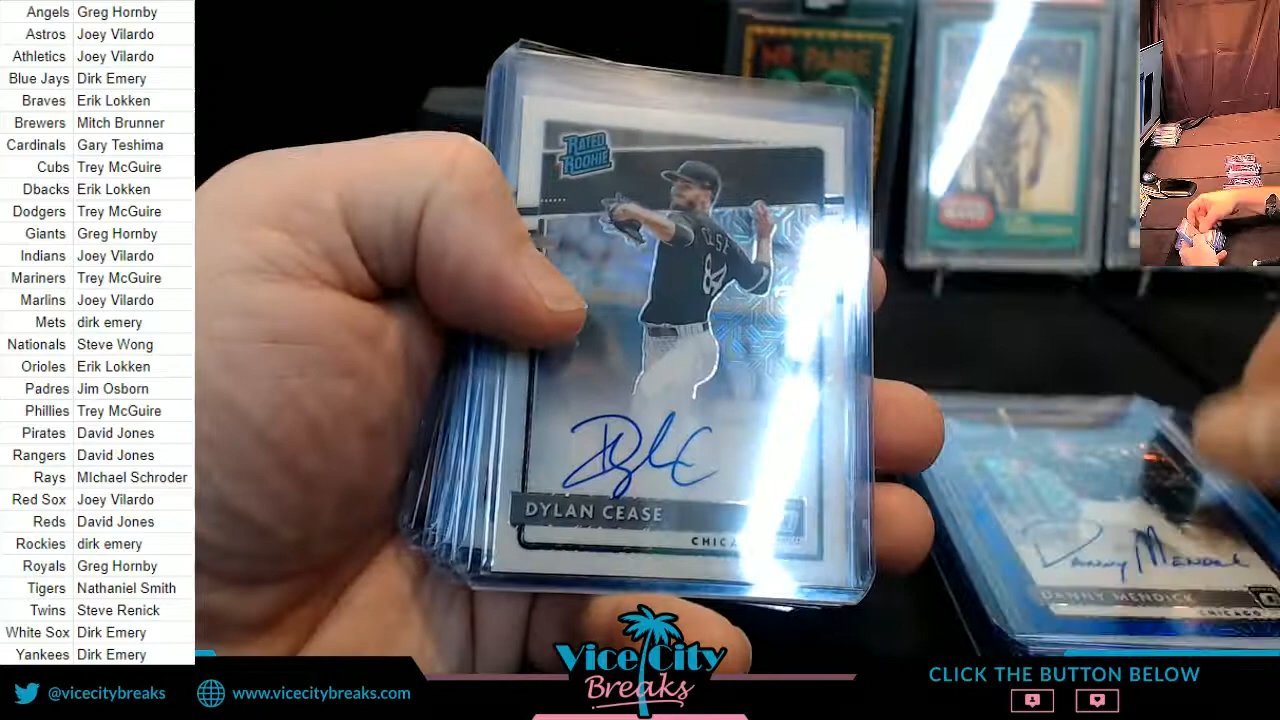 Angels Greg Hornby
Astros Joey Vilardo
Athletics Joey Vilardo
Blue Jays Dirk Emery
Braves Erik Lokken
Brewers Mitch Brunner
Cardinals Gary Teshima
Cubs Trey McGuire
Dbacks Erik Lokken
Dodgers Trey McGuire
Giants Greg Hornby
Indians Joey Vilardo
Mariners Trey McGuire
Marlins Joey Vilardo
Mets dirk emery
Nationals Steve Wong
Orioles Erik Lokken
Padres Jim Osborn
Phillies Trey McGuire
Pirates David Jones
Rangers David Jones
Rays MIchael Schroder
Red Sox Joey Vilardo
Reds David Jones
Rockies dirk emery
Royals Greg Hornby
Tigers Nathaniel Smith
Twins Steve Renick
White Sox Dirk Emery
Yankees Dirk Emery
RATED
ROOKIE
CEASE
84
DYLAN CEASE
Danny Mendick
DANNY MENDICK
CHICAGO
Vice City
Breaks
@vicecitybreaks
www.vicecitybreaks.com
CLICK THE BUTTON BELOW